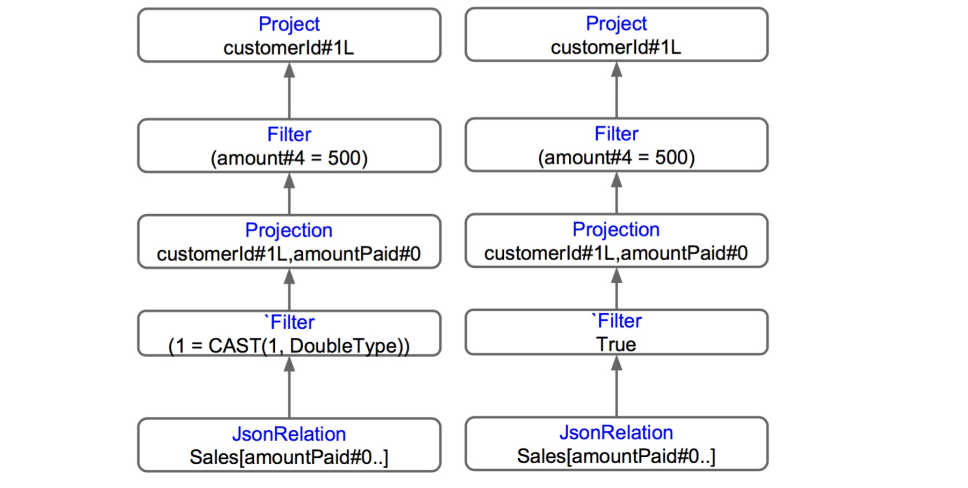 Project
customerId#1L
Filter
(amount#4 = 500)
Projection
customerId#1L,amountPaid#0
`Filter
(1 = CAST(1, DoubleType))
JsonRelation
Sales[amountPaid#0..]
Project
customerId#1L
Filter
(amount#4 = 500)
Projection
customerId#1L,amountPaid#0
`Filter
True
JsonRelation
Sales[amountPaid#0..]